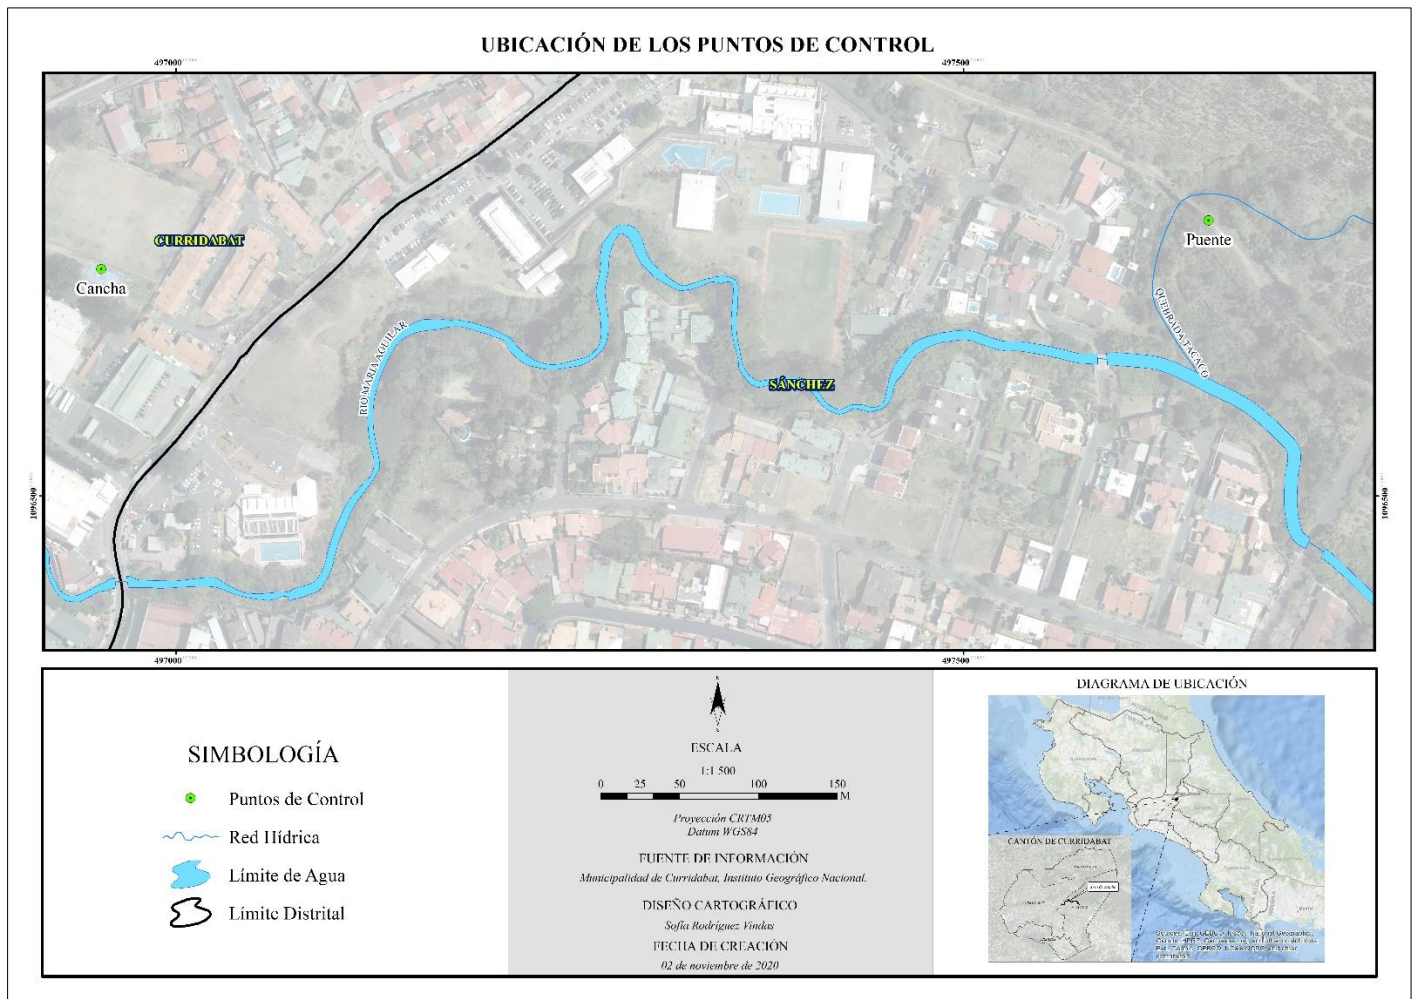 UBICACIÓN DE LOS PUNTOS DE CONTROL
497000
497500
CURRIDABAT
Cancha
Puente
QUEBRADA TACACO
RIO MARIA AGUILAR
SÁNCHEZ
1096500
1096500
497000
497500
SIMBOLOGÍA
Puntos de Control
Red Hídrica
Límite de Agua
Límite Distrital
ESCALA
1:1 500
0 25 50 100 150
M
Proyección CRTM05
Datum WGS84
FUENTE DE INFORMACIÓN
Municipalidad de Curridabat, Instituto Geográfico Nacional.
DISEÑO CARTOGRÁFICO
Sofía Rodríguez Vindas
FECHA DE CREACIÓN
02 de noviembre de 2020
DIAGRAMA DE UBICACIÓN
CANTÓN DE CURRIDABAT